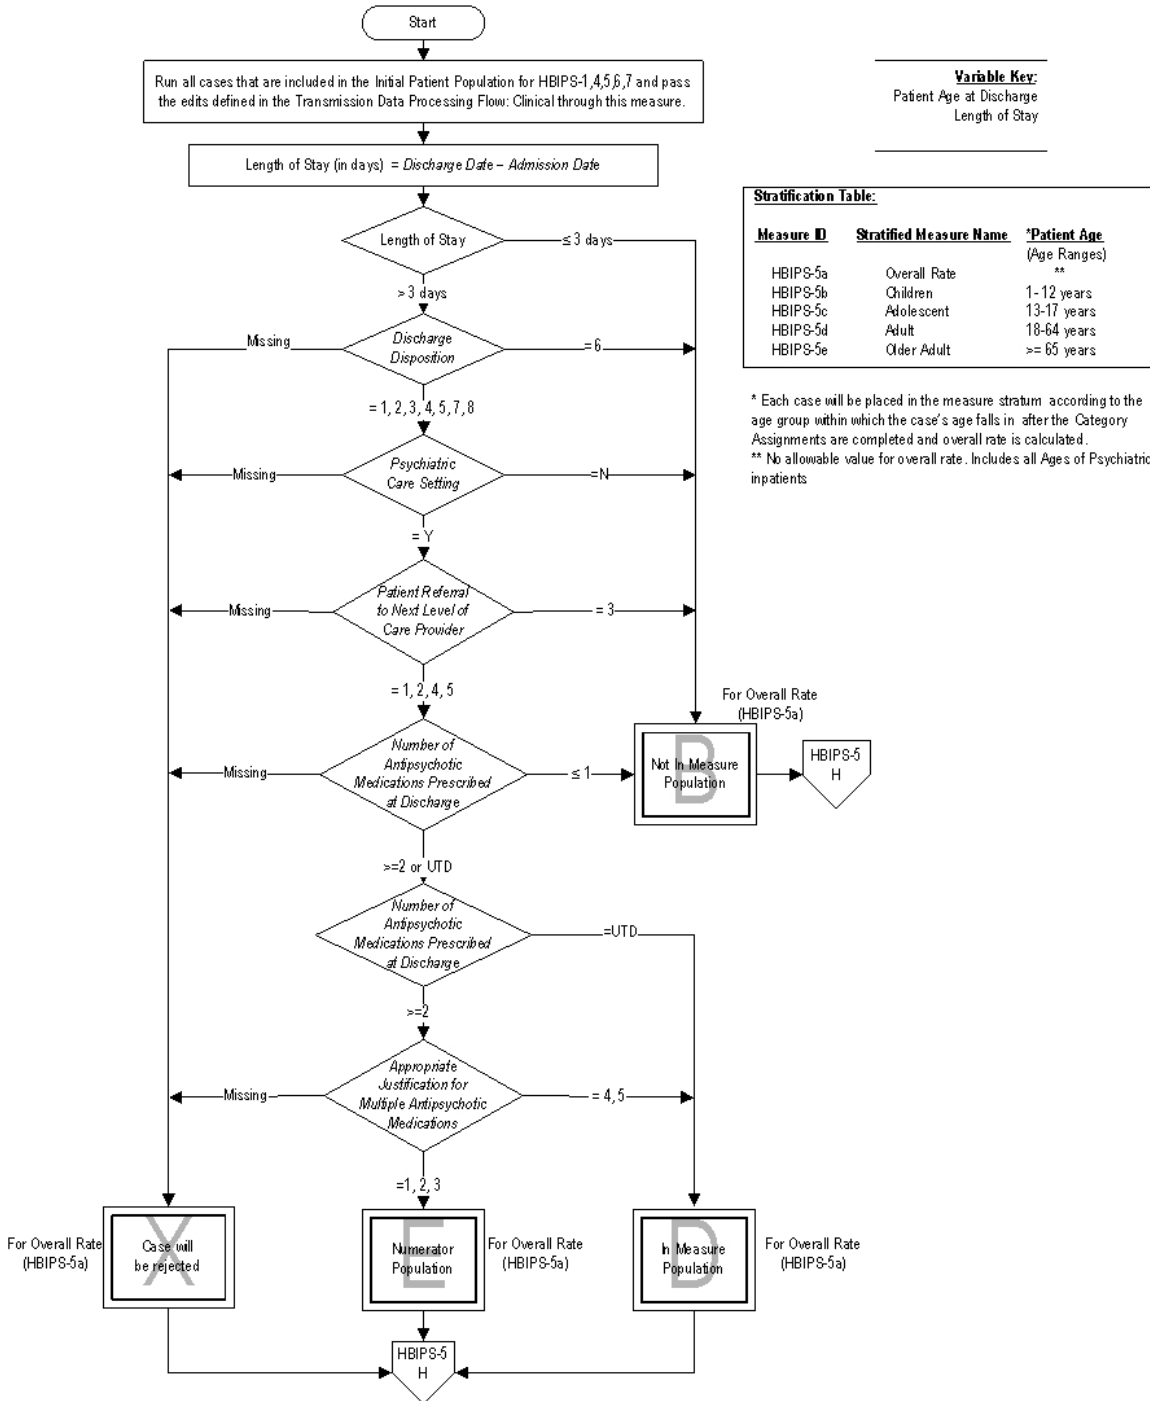 Start
Run all cases that are included in the Initial Patient Population for HBIPS-1,4,5,6,7 and pass
the edits defined in the Transmission Data Processing Flow: Clinical through this measure.
Variable Key:
Patient Age at Discharge
Length of Stay
Length of Stay (in days) = Discharge Date – Admission Date
Stratification Table:
Measure ID Stratified Measure Name *Patient Age
(Age Ranges)
HBIPS-5a Overall Rate **
HBIPS-5b Children 1- 12 years
HBIPS-5c Adolescent 13-17 years
HBIPS-5d Adult 18-64 years
HBIPS-5e Older Adult >= 65 years
* Each case will be placed in the measure stratum according to the
age group within which the case's age falls in after the Category
Assignments are completed and overall rate is calculated.
** No allowable value for overall rate. Includes all Ages of Psychiatric
inpatients
Length of Stay
≤ 3 days
> 3 days
Missing
Discharge
Disposition
= 6
= 1, 2, 3, 4, 5, 7, 8
Missing
Psychiatric
Care Setting
= N
= Y
Missing
Patient Referral
to Next Level of
Care Provider
= 3
= 1, 2, 4, 5
For Overall Rate
(HBIPS-5a)
Missing
Number of
Antipsychotic
Medications Prescribed
at Discharge
≤ 1
B
Not In Measure
Population
HBIPS-5
H
>=2 or UTD
Number of
Antipsychotic
Medications Prescribed
at Discharge
=UTD
>=2
Missing
Appropriate
Justification for
Multiple Antipsychotic
Medications
= 4, 5
=1, 2, 3
For Overall Rate
(HBIPS-5a)
X
Case will
be rejected
E
Numerator
Population
For Overall Rate
(HBIPS-5a)
D
In Measure
Population
For Overall Rate
(HBIPS-5a)
HBIPS-5
H